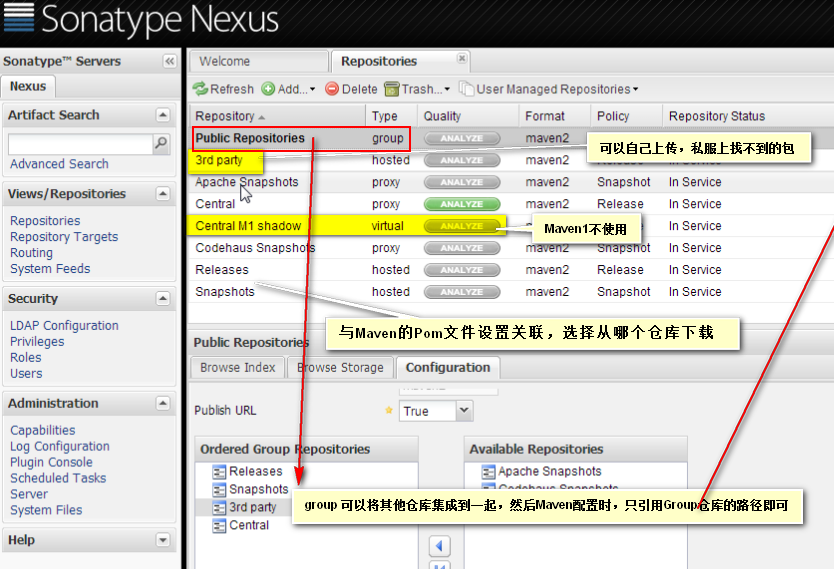 Sonatype Nexus
Sonatype™ Servers
Nexus
Artifact Search
Advanced Search
Views/Repositories
Repositories
Repository Targets
Routing
System Feeds
Security
LDAP Configuration
Privileges
Roles
Users
Administration
Capabilities
Log Configuration
Plugin Console
Scheduled Tasks
Server
System Files
Help
Welcome
Repositories
Refresh Add... Delete Trash... User Managed Repositories
Repository Type Quality Format Policy Repository Status
Public Repositories group ANALYZE maven2
3rd party hosted ANALYZE maven2
可以自己上传，私服上找不到的包
Apache Snapshots proxy ANALYZE maven2 Snapshot In Service
Central proxy ANALYZE maven2 Release In Service
Central M1 shadow virtual ANALYZE In Service
Maven1不使用
Codehaus Snapshots proxy ANALYZE maven2 Snapshot In Service
Releases hosted ANALYZE maven2 Release In Service
Snapshots hosted ANALYZE maven2 Snapshot In Service
与Maven的Pom文件设置关联，选择从哪个仓库下载
Public Repositories
Browse Index Browse Storage Configuration
Publish URL True
Ordered Group Repositories
Releases
Snapshots
3rd party
Central
Available Repositories
Apache Snapshots
Codehaus Snapshots
group 可以将其他仓库集成到一起，然后Maven配置时，只引用Group仓库的路径即可